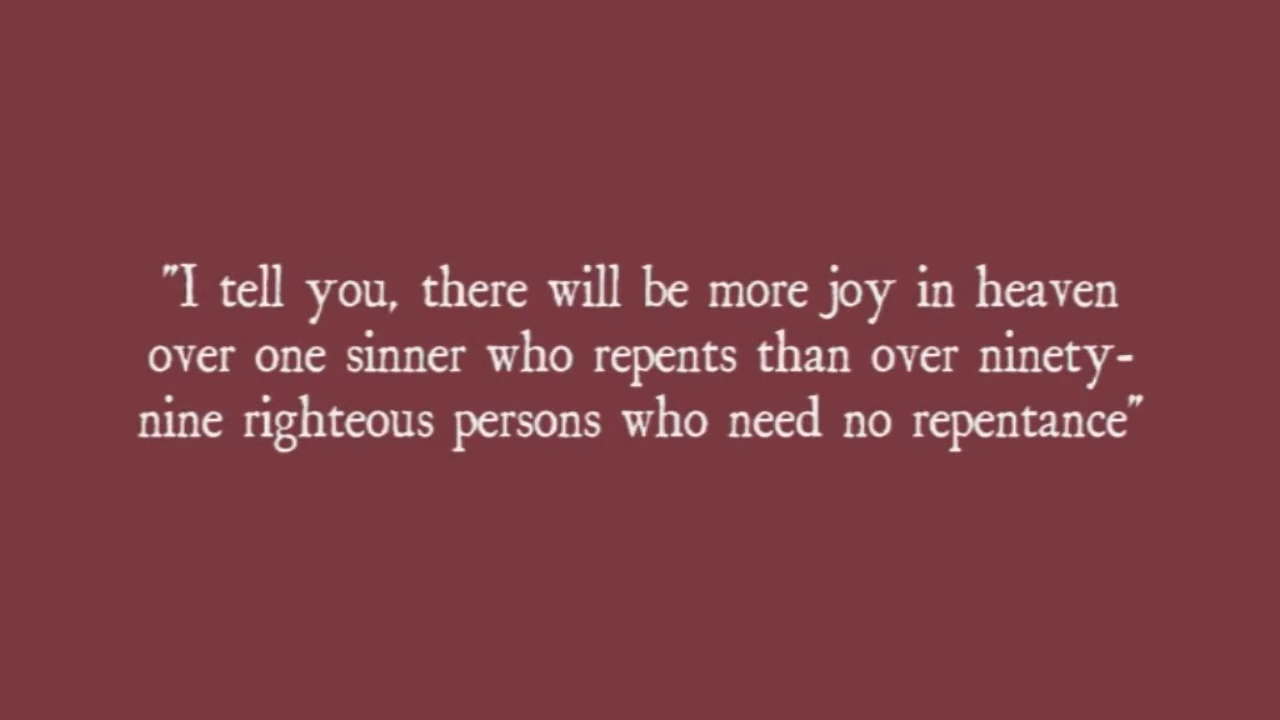 "I tell you, there will be more joy in heaven
over one sinner who repents than over ninety-
nine righteous persons who need no repentance"